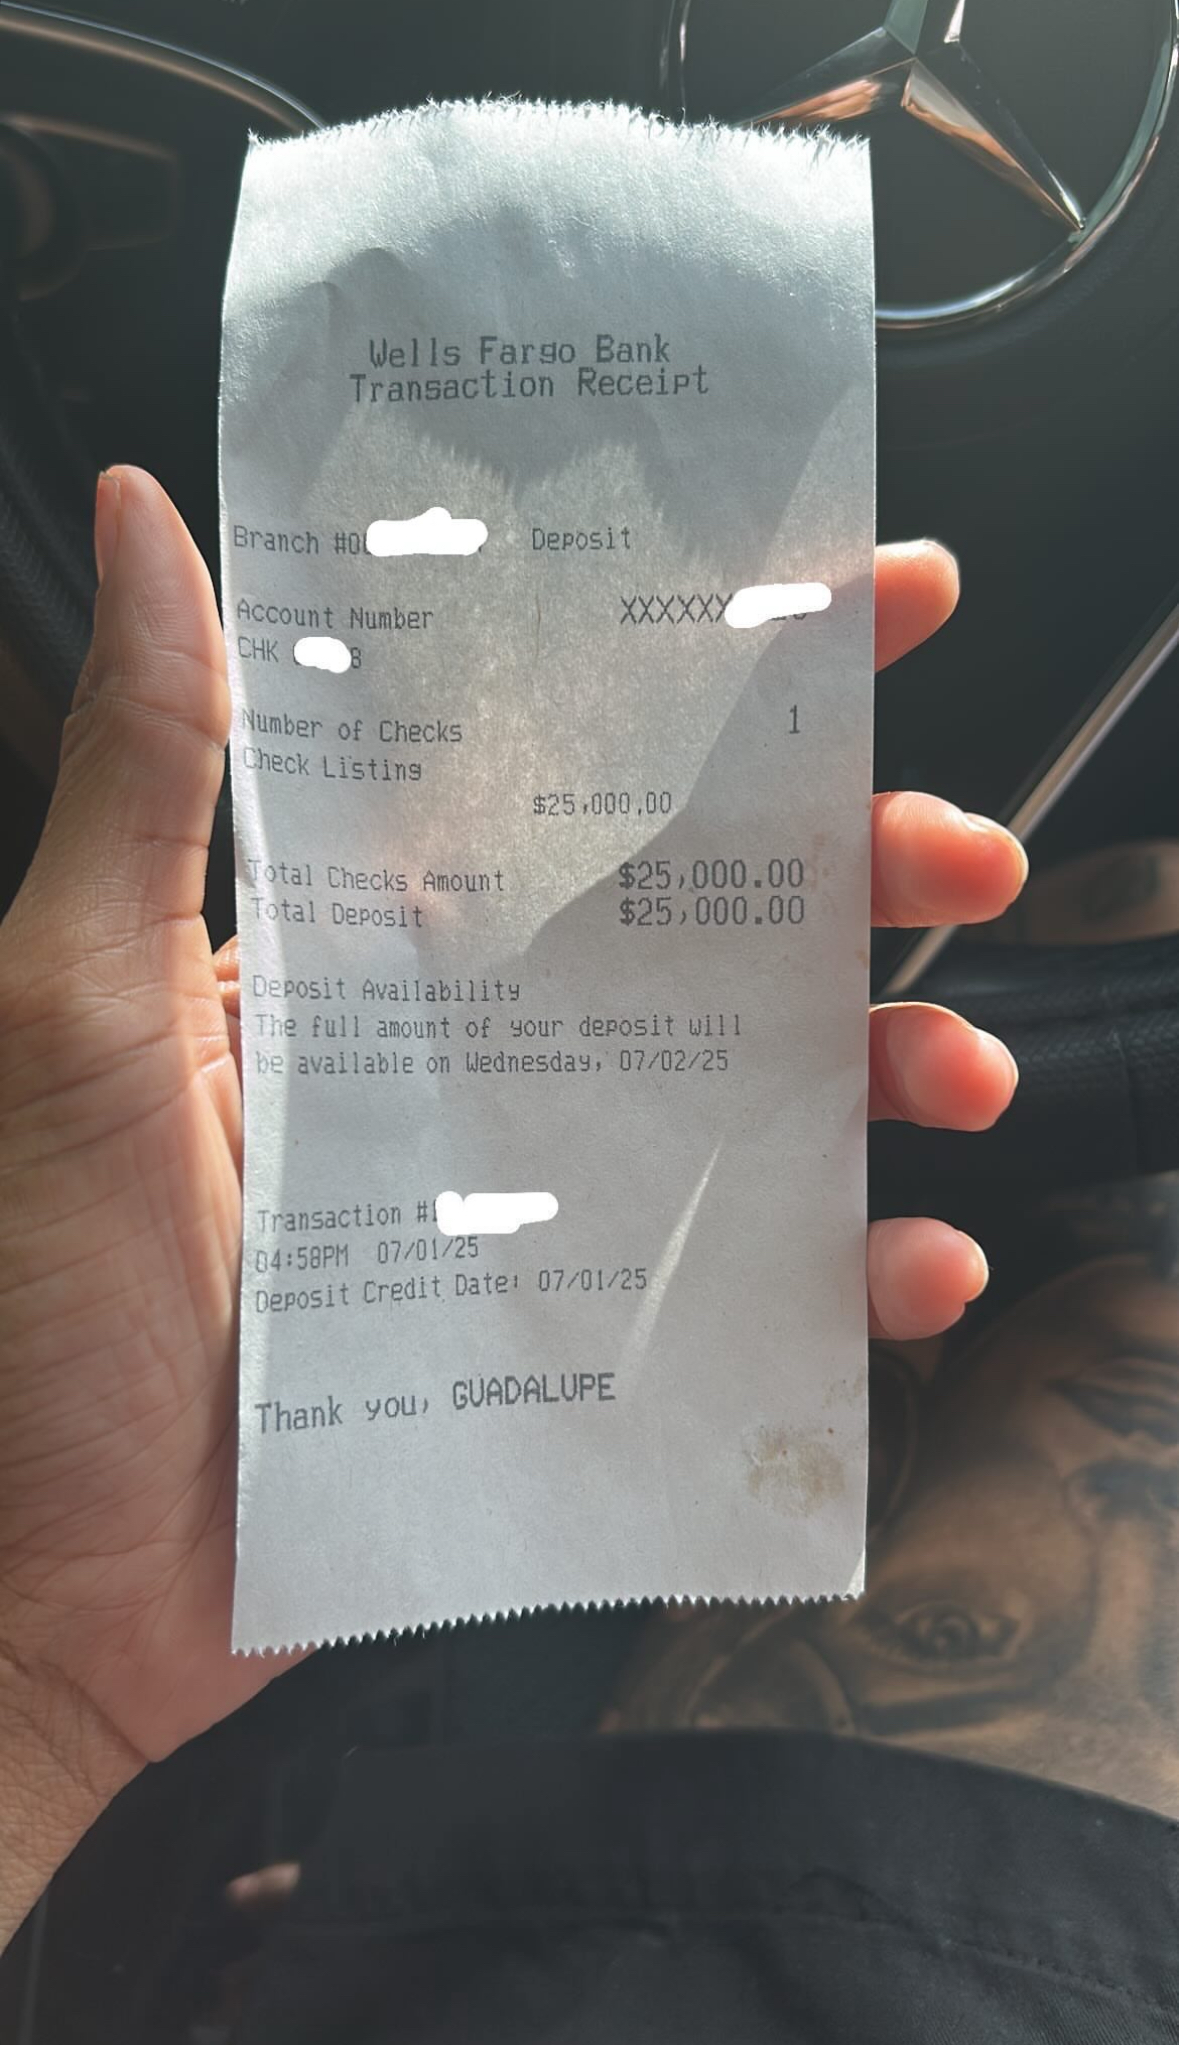 Wells Fargo Bank
Transaction Receipt
Branch #0 Deposit
Account Number XXXXXX
CHK 8
Number of Checks 1
Check Listing
$25,000.00
Total Checks Amount $25,000.00
Total Deposit $25,000.00
Deposit Availability
The full amount of your deposit will
be available on Wednesday, 07/02/25
Transaction #
04:58PM 07/01/25
Deposit Credit Date: 07/01/25
Thank you, GUADALUPE